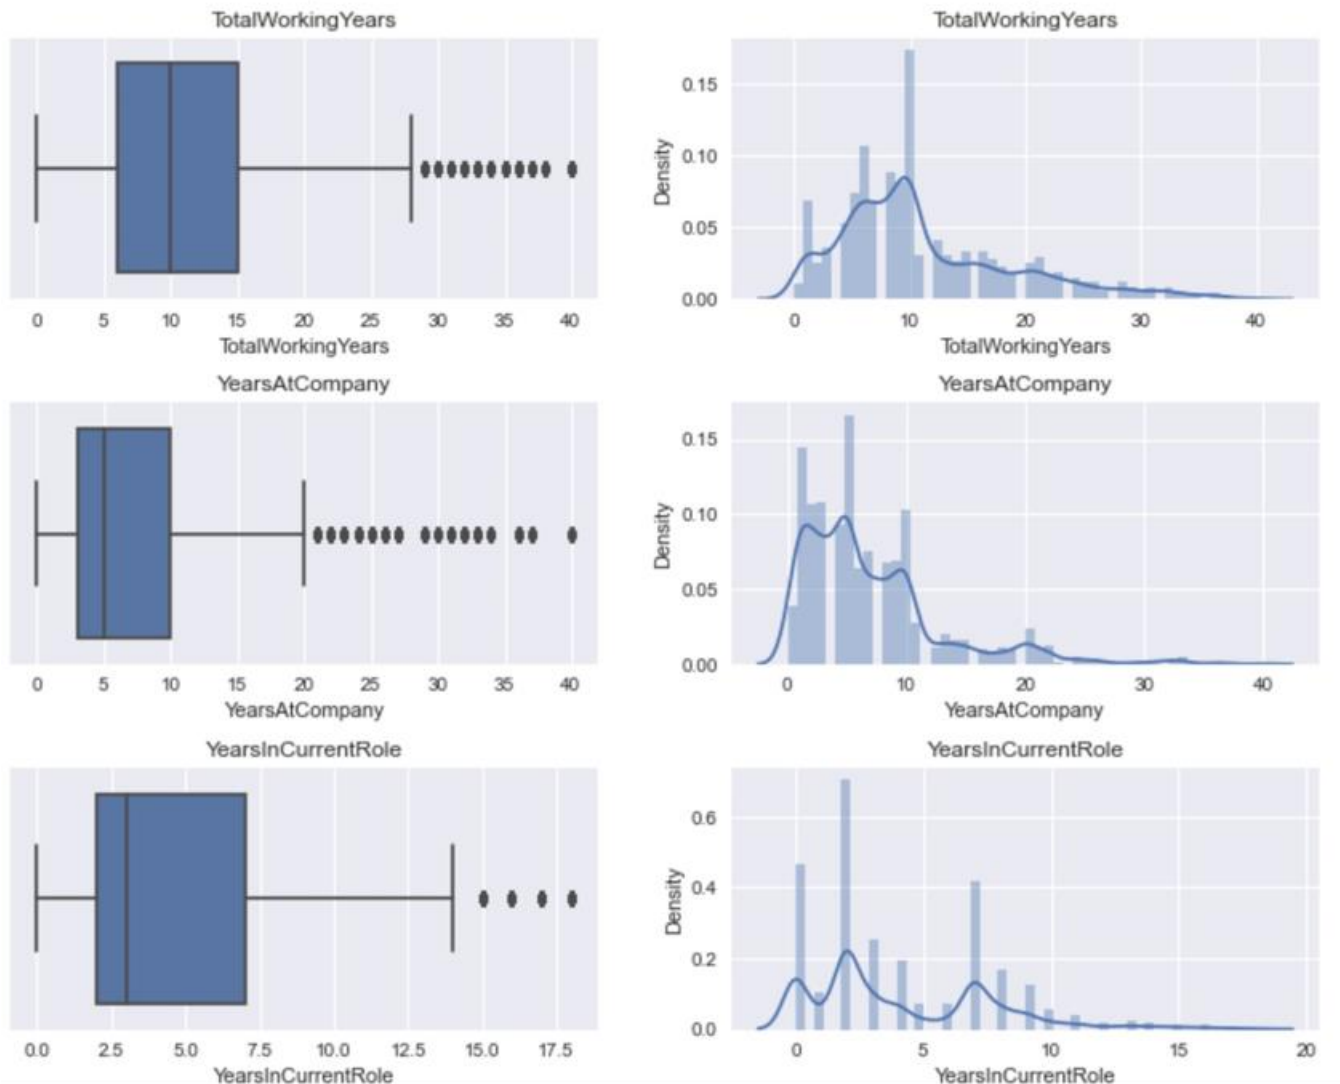 TotalWorkingYears
0 5 10 15 20 25 30 35 40
TotalWorkingYears
TotalWorkingYears
Density
0.15
0.10
0.05
0.00
0 10 20 30 40
TotalWorkingYears
YearsAtCompany
0 5 10 15 20 25 30 35 40
YearsAtCompany
YearsAtCompany
Density
0.15
0.10
0.05
0.00
0 10 20 30 40
YearsAtCompany
YearsInCurrentRole
0.0 2.5 5.0 7.5 10.0 12.5 15.0 17.5
YearsInCurrentRole
YearsInCurrentRole
Density
0.6
0.4
0.2
0.0
0 5 10 15 20
YearsInCurrentRole